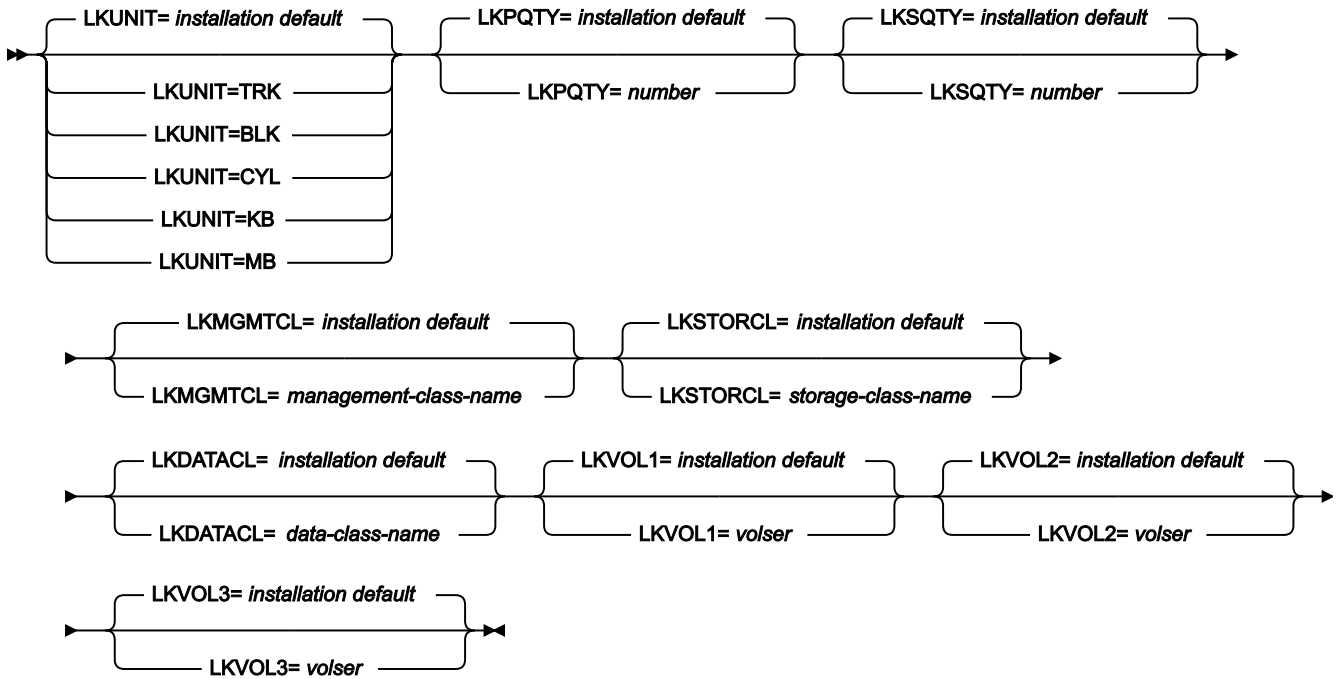 LKUNIT= installation default LKPQTY= installation default LKSQTY= installation default
LKUNIT=TRK LKPQTY= number LKSQTY= number
LKUNIT=BLK
LKUNIT=CYL
LKUNIT=KB
LKUNIT=MB
LKMGMTCL= installation default LKSTORCL= installation default
LKMGMTCL= management-class-name LKSTORCL= storage-class-name
LKDATACL= installation default LKVOL1= installation default LKVOL2= installation default
LKDATACL= data-class-name LKVOL1= volser LKVOL2= volser
LKVOL3= installation default
LKVOL3= volser